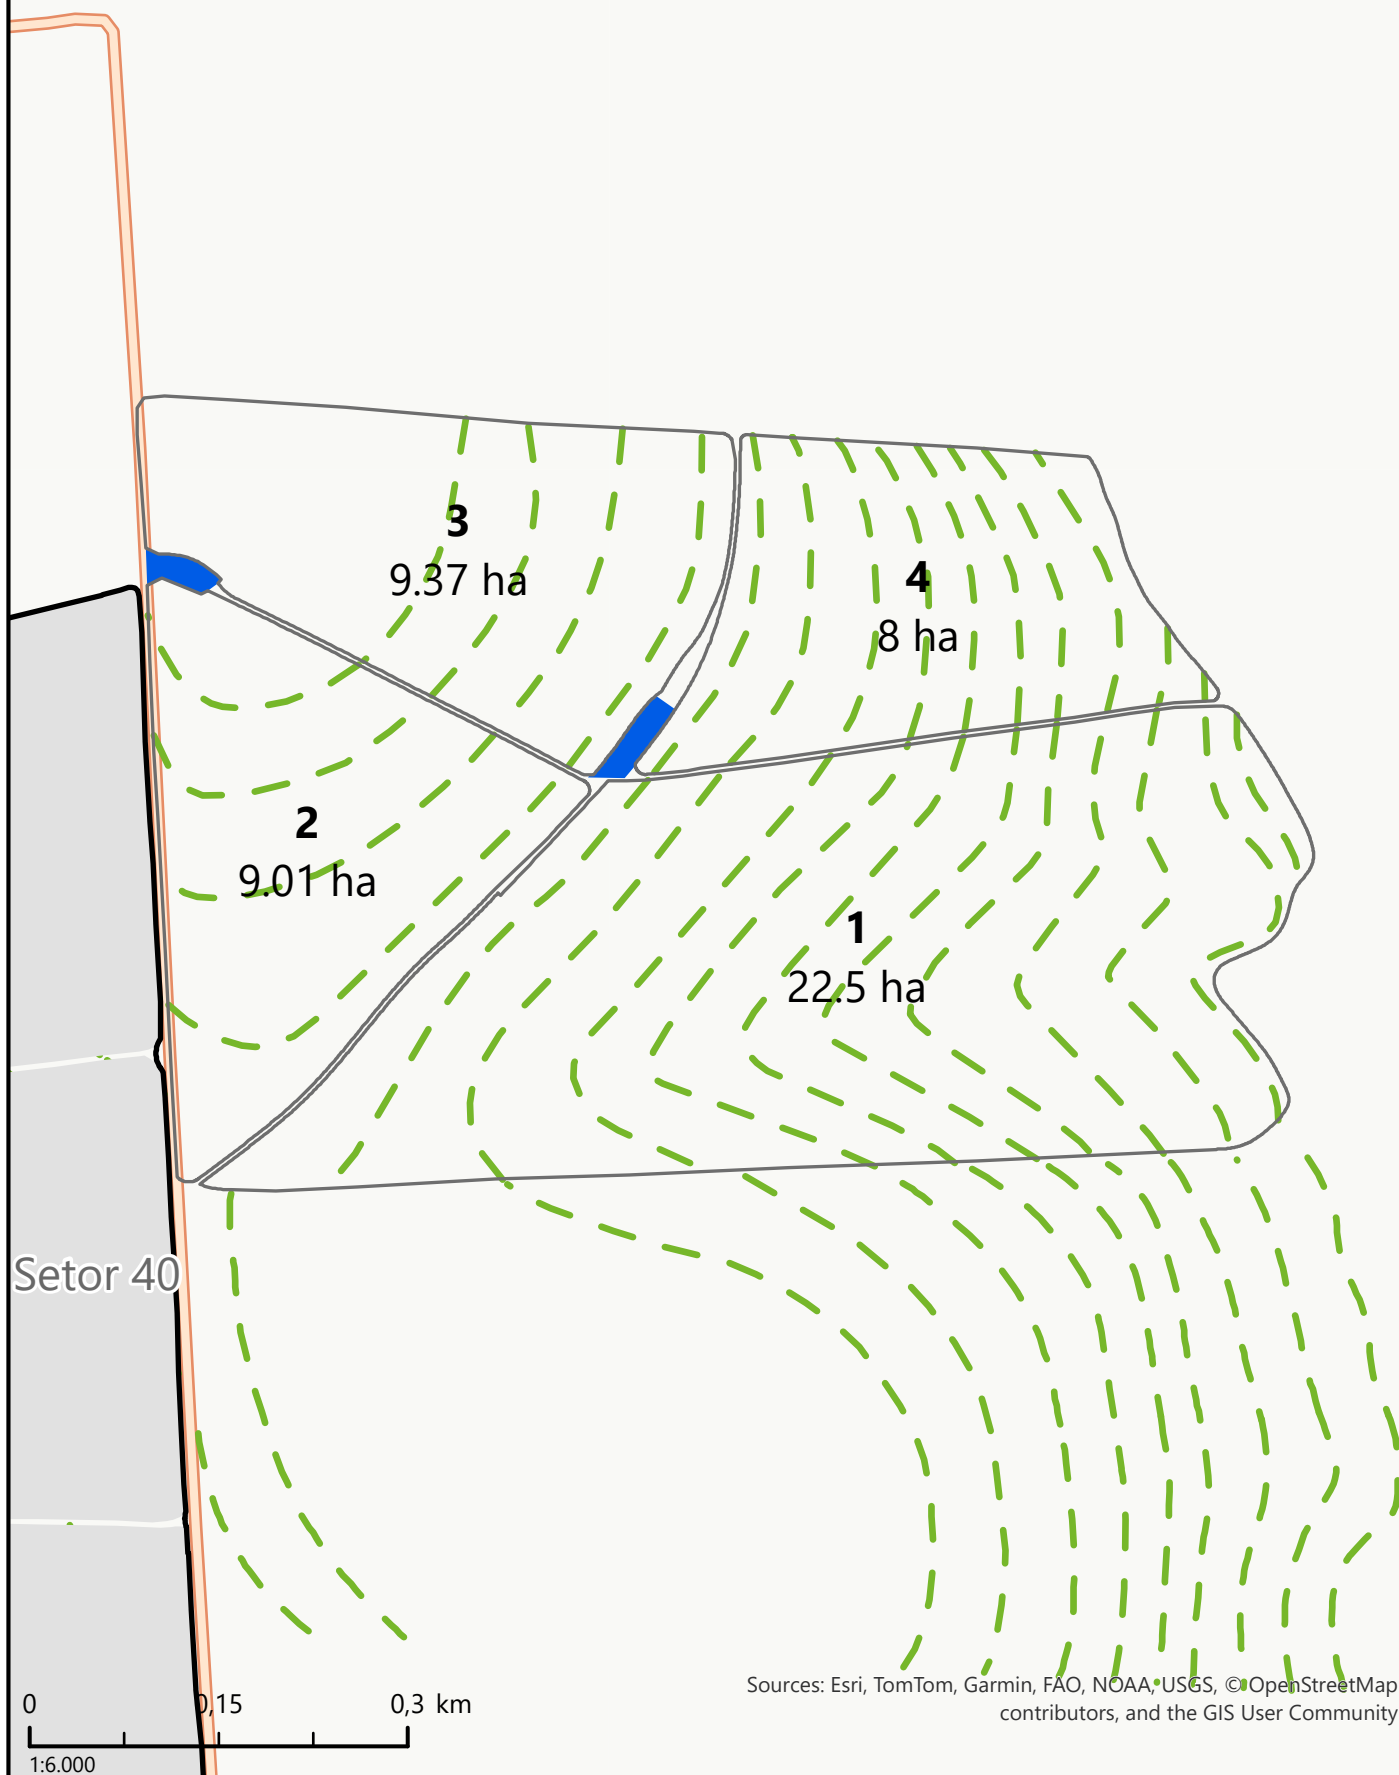 3
9.37 ha
4
8 ha
2
9.01 ha
1
22.5 ha
Setor 40
0 0,15 0,3 km
1:6.000
Sources: Esri, TomTom, Garmin, FAO, NOAA, USGS, © OpenStreetMap
contributors, and the GIS User Community